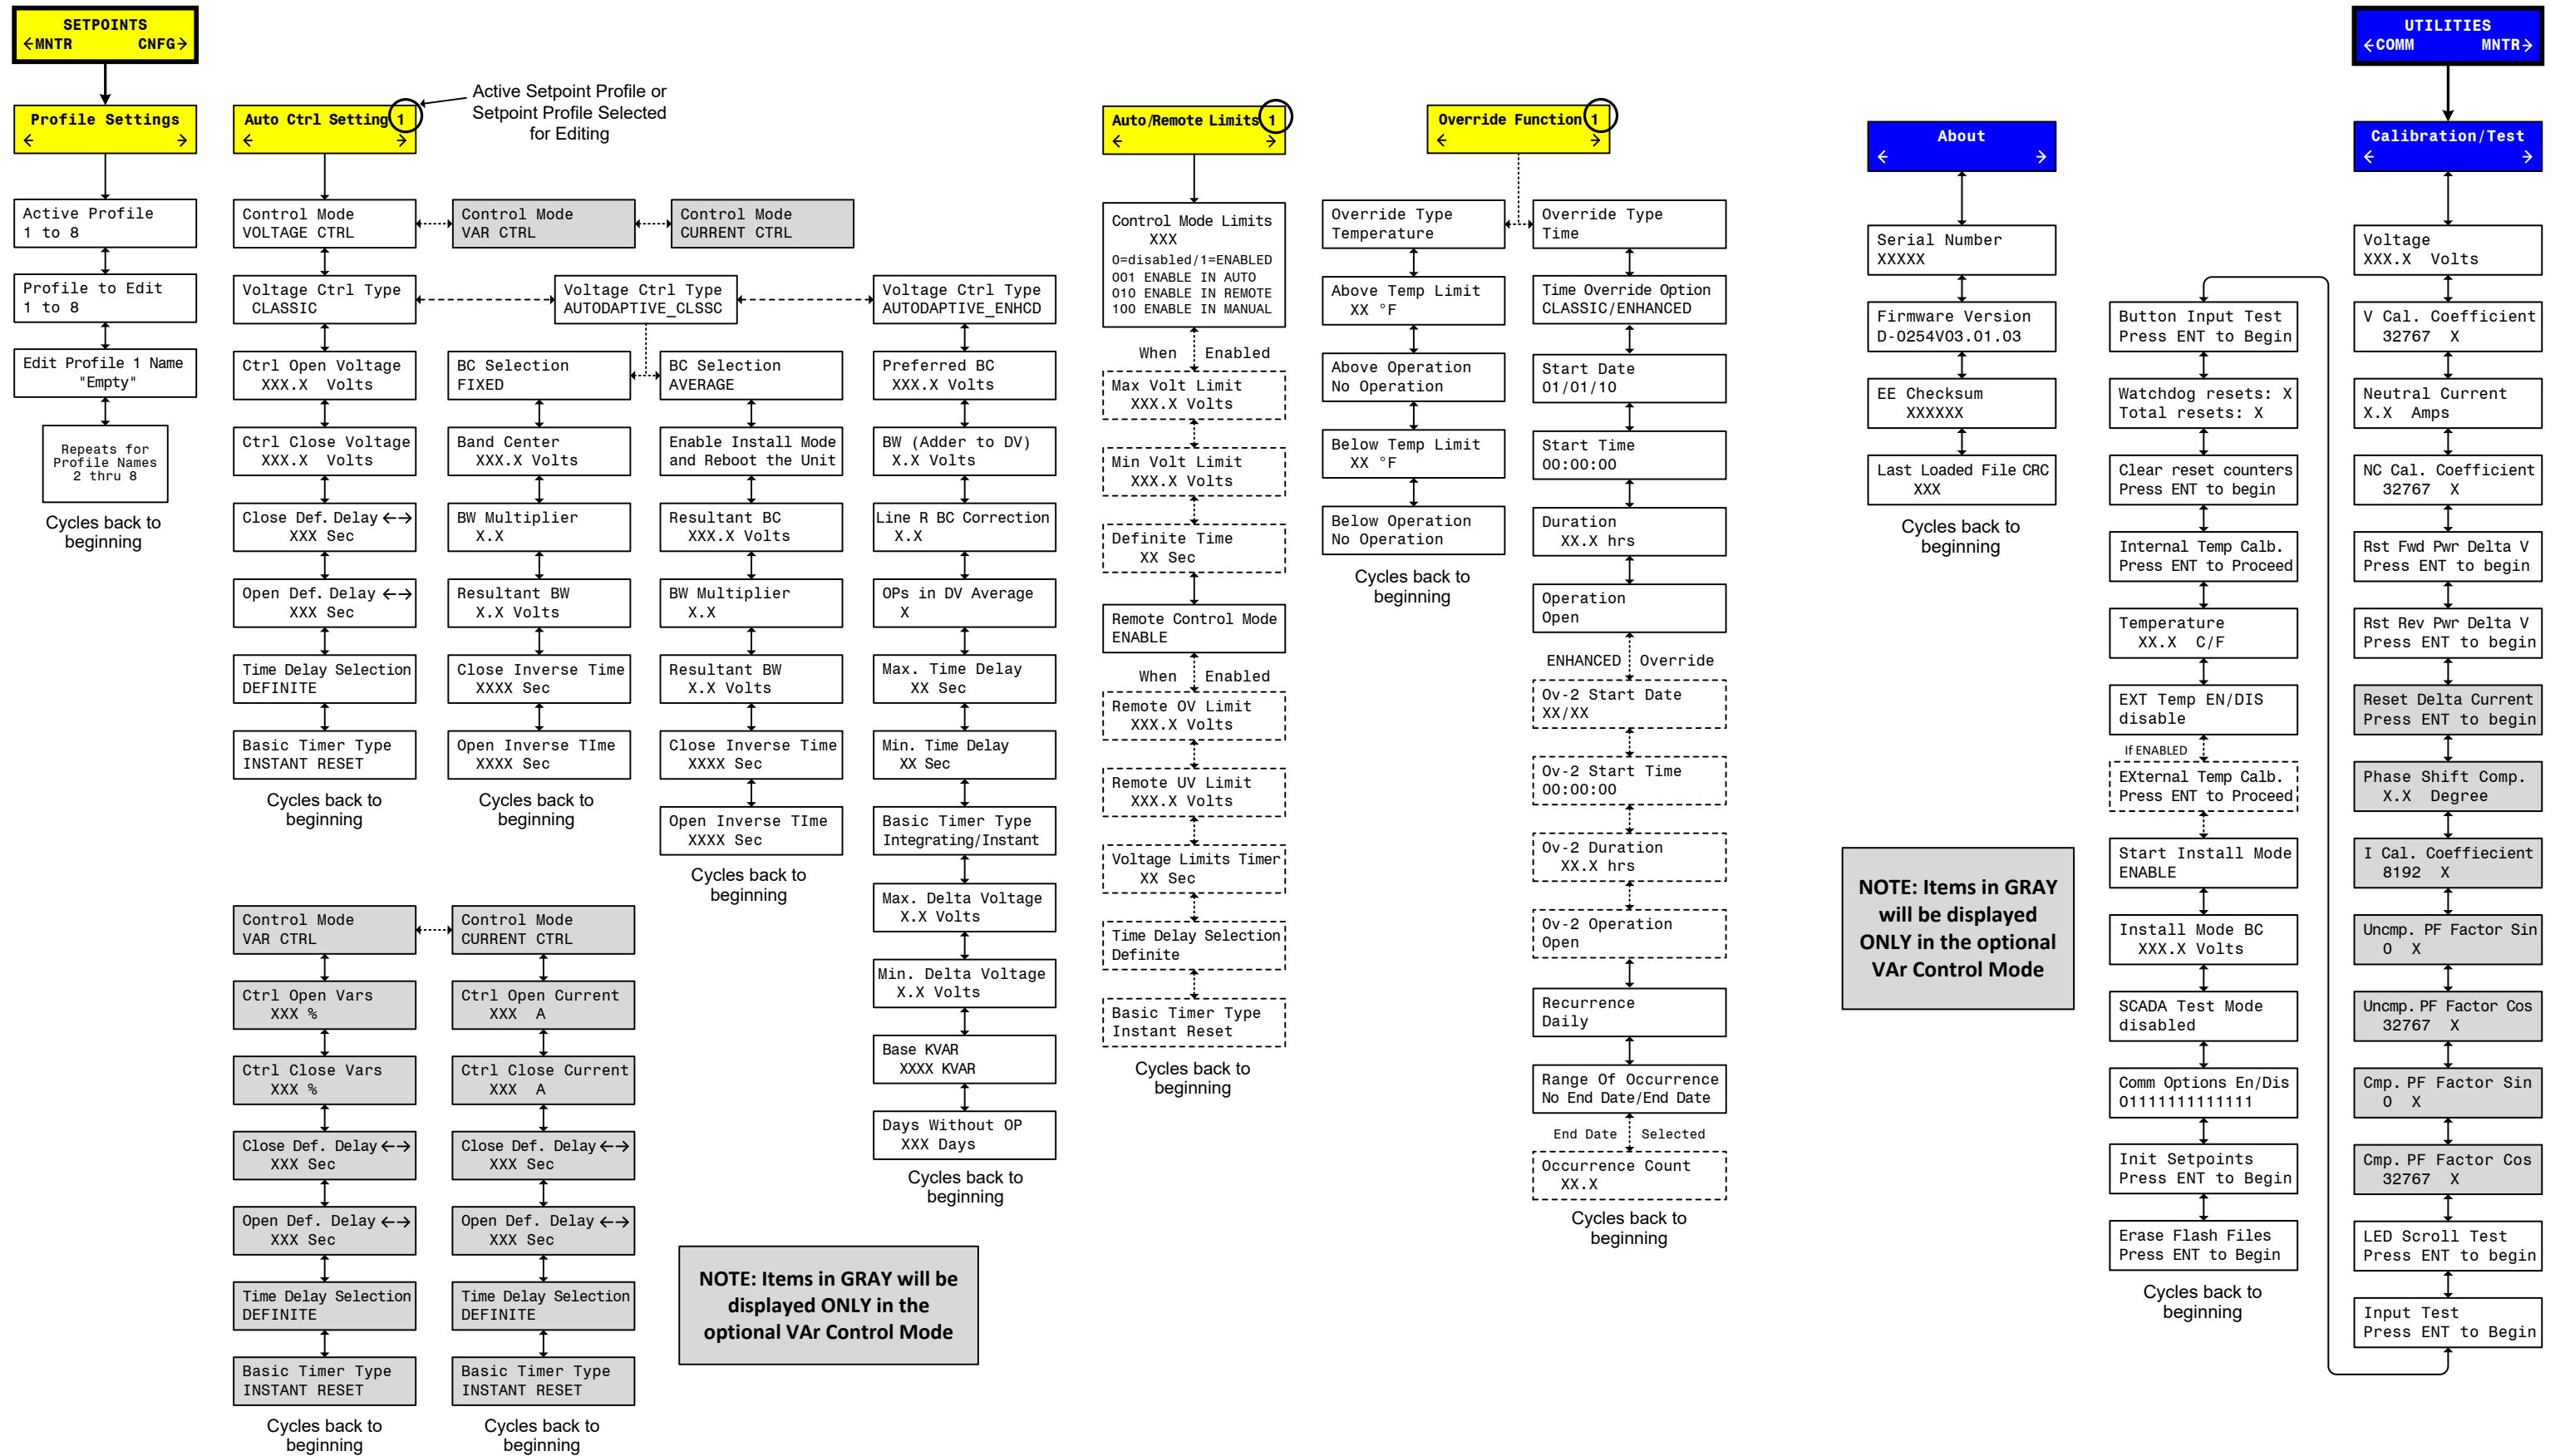 SETPOINTS
←MNTR CNFG→
Profile Settings
← →
Active Profile
1 to 8
Profile to Edit
1 to 8
Edit Profile 1 Name
"Empty"
Repeats for
Profile Names
2 thru 8
Cycles back to
beginning
Auto Ctrl Setting 1
← →
Active Setpoint Profile or
Setpoint Profile Selected
for Editing
Control Mode
VOLTAGE CTRL
Control Mode
VAR CTRL
Control Mode
CURRENT CTRL
Voltage Ctrl Type
CLASSIC
Voltage Ctrl Type
AUTODAPTIVE_CLSSC
Voltage Ctrl Type
AUTODAPTIVE_ENHCD
Ctrl Open Voltage
XXX.X Volts
Ctrl Close Voltage
XXX.X Volts
Close Def. Delay ←→
XXX Sec
Open Def. Delay ←→
XXX Sec
Time Delay Selection
DEFINITE
Basic Timer Type
INSTANT RESET
Cycles back to
beginning
BC Selection
FIXED
Band Center
XXX.X Volts
BW Multiplier
X.X
Resultant BW
X.X Volts
Close Inverse Time
XXXX Sec
Open Inverse TIme
XXXX Sec
Cycles back to
beginning
BC Selection
AVERAGE
Enable Install Mode
and Reboot the Unit
Resultant BC
XXX.X Volts
BW Multiplier
X.X
Resultant BW
X.X Volts
Close Inverse Time
XXXX Sec
Open Inverse TIme
XXXX Sec
Cycles back to
beginning
Preferred BC
XXX.X Volts
BW (Adder to DV)
X.X Volts
Line R BC Correction
X.X
OPs in DV Average
X
Max. Time Delay
XX Sec
Min. Time Delay
XX Sec
Basic Timer Type
Integrating/Instant
Max. Delta Voltage
X.X Volts
Min. Delta Voltage
X.X Volts
Base KVAR
XXXX KVAR
Days Without OP
XXX Days
Cycles back to
beginning
Control Mode
VAR CTRL
Ctrl Open Vars
XXX %
Ctrl Close Vars
XXX %
Close Def. Delay ←→
XXX Sec
Open Def. Delay ←→
XXX Sec
Time Delay Selection
DEFINITE
Basic Timer Type
INSTANT RESET
Cycles back to
beginning
Control Mode
CURRENT CTRL
Ctrl Open Current
XXX A
Ctrl Close Current
XXX A
Close Def. Delay ←→
XXX Sec
Open Def. Delay ←→
XXX Sec
Time Delay Selection
DEFINITE
Basic Timer Type
INSTANT RESET
Cycles back to
beginning
NOTE: Items in GRAY will be
displayed ONLY in the
optional VAr Control Mode
Auto/Remote Limits 1
← →
Control Mode Limits
XXX
0=disabled/1=ENABLED
001 ENABLE IN AUTO
010 ENABLE IN REMOTE
100 ENABLE IN MANUAL
When Enabled
Max Volt Limit
XXX.X Volts
Min Volt Limit
XXX.X Volts
Definite Time
XX Sec
Remote Control Mode
ENABLE
When Enabled
Remote OV Limit
XXX.X Volts
Remote UV Limit
XXX.X Volts
Voltage Limits Timer
XX Sec
Time Delay Selection
Definite
Basic Timer Type
Instant Reset
Cycles back to
beginning
Override Function 1
← →
Override Type
Temperature
Above Temp Limit
XX °F
Above Operation
No Operation
Below Temp Limit
XX °F
Below Operation
No Operation
Cycles back to
beginning
Override Type
Time
Time Override Option
CLASSIC/ENHANCED
Start Date
01/01/10
Start Time
00:00:00
Duration
XX.X hrs
Operation
Open
ENHANCED Override
Ov-2 Start Date
XX/XX
Ov-2 Start Time
00:00:00
Ov-2 Duration
XX.X hrs
Ov-2 Operation
Open
Recurrence
Daily
Range Of Occurrence
No End Date/End Date
End Date Selected
Occurrence Count
XX.X
Cycles back to
beginning
About
← →
Serial Number
XXXXX
Firmware Version
D-0254V03.01.03
EE Checksum
XXXXXX
Last Loaded File CRC
XXX
Cycles back to
beginning
NOTE: Items in GRAY
will be displayed
ONLY in the optional
VAr Control Mode
UTILITIES
←COMM MNTR→
Calibration/Test
← →
Voltage
XXX.X Volts
V Cal. Coefficient
32767 X
Neutral Current
X.X Amps
NC Cal. Coefficient
32767 X
Rst Fwd Pwr Delta V
Press ENT to begin
Rst Rev Pwr Delta V
Press ENT to begin
Reset Delta Current
Press ENT to begin
Phase Shift Comp.
X.X Degree
I Cal. Coeffiecient
8192 X
Uncmp. PF Factor Sin
0 X
Uncmp. PF Factor Cos
32767 X
Cmp. PF Factor Sin
0 X
Cmp. PF Factor Cos
32767 X
LED Scroll Test
Press ENT to begin
Input Test
Press ENT to Begin
Button Input Test
Press ENT to Begin
Watchdog resets: X
Total resets: X
Clear reset counters
Press ENT to begin
Internal Temp Calb.
Press ENT to Proceed
Temperature
XX.X C/F
EXT Temp EN/DIS
disable
If ENABLED
EXternal Temp Calb.
Press ENT to Proceed
Start Install Mode
ENABLE
Install Mode BC
XXX.X Volts
SCADA Test Mode
disabled
Comm Options En/Dis
01111111111111
Init Setpoints
Press ENT to Begin
Erase Flash Files
Press ENT to Begin
Cycles back to
beginning